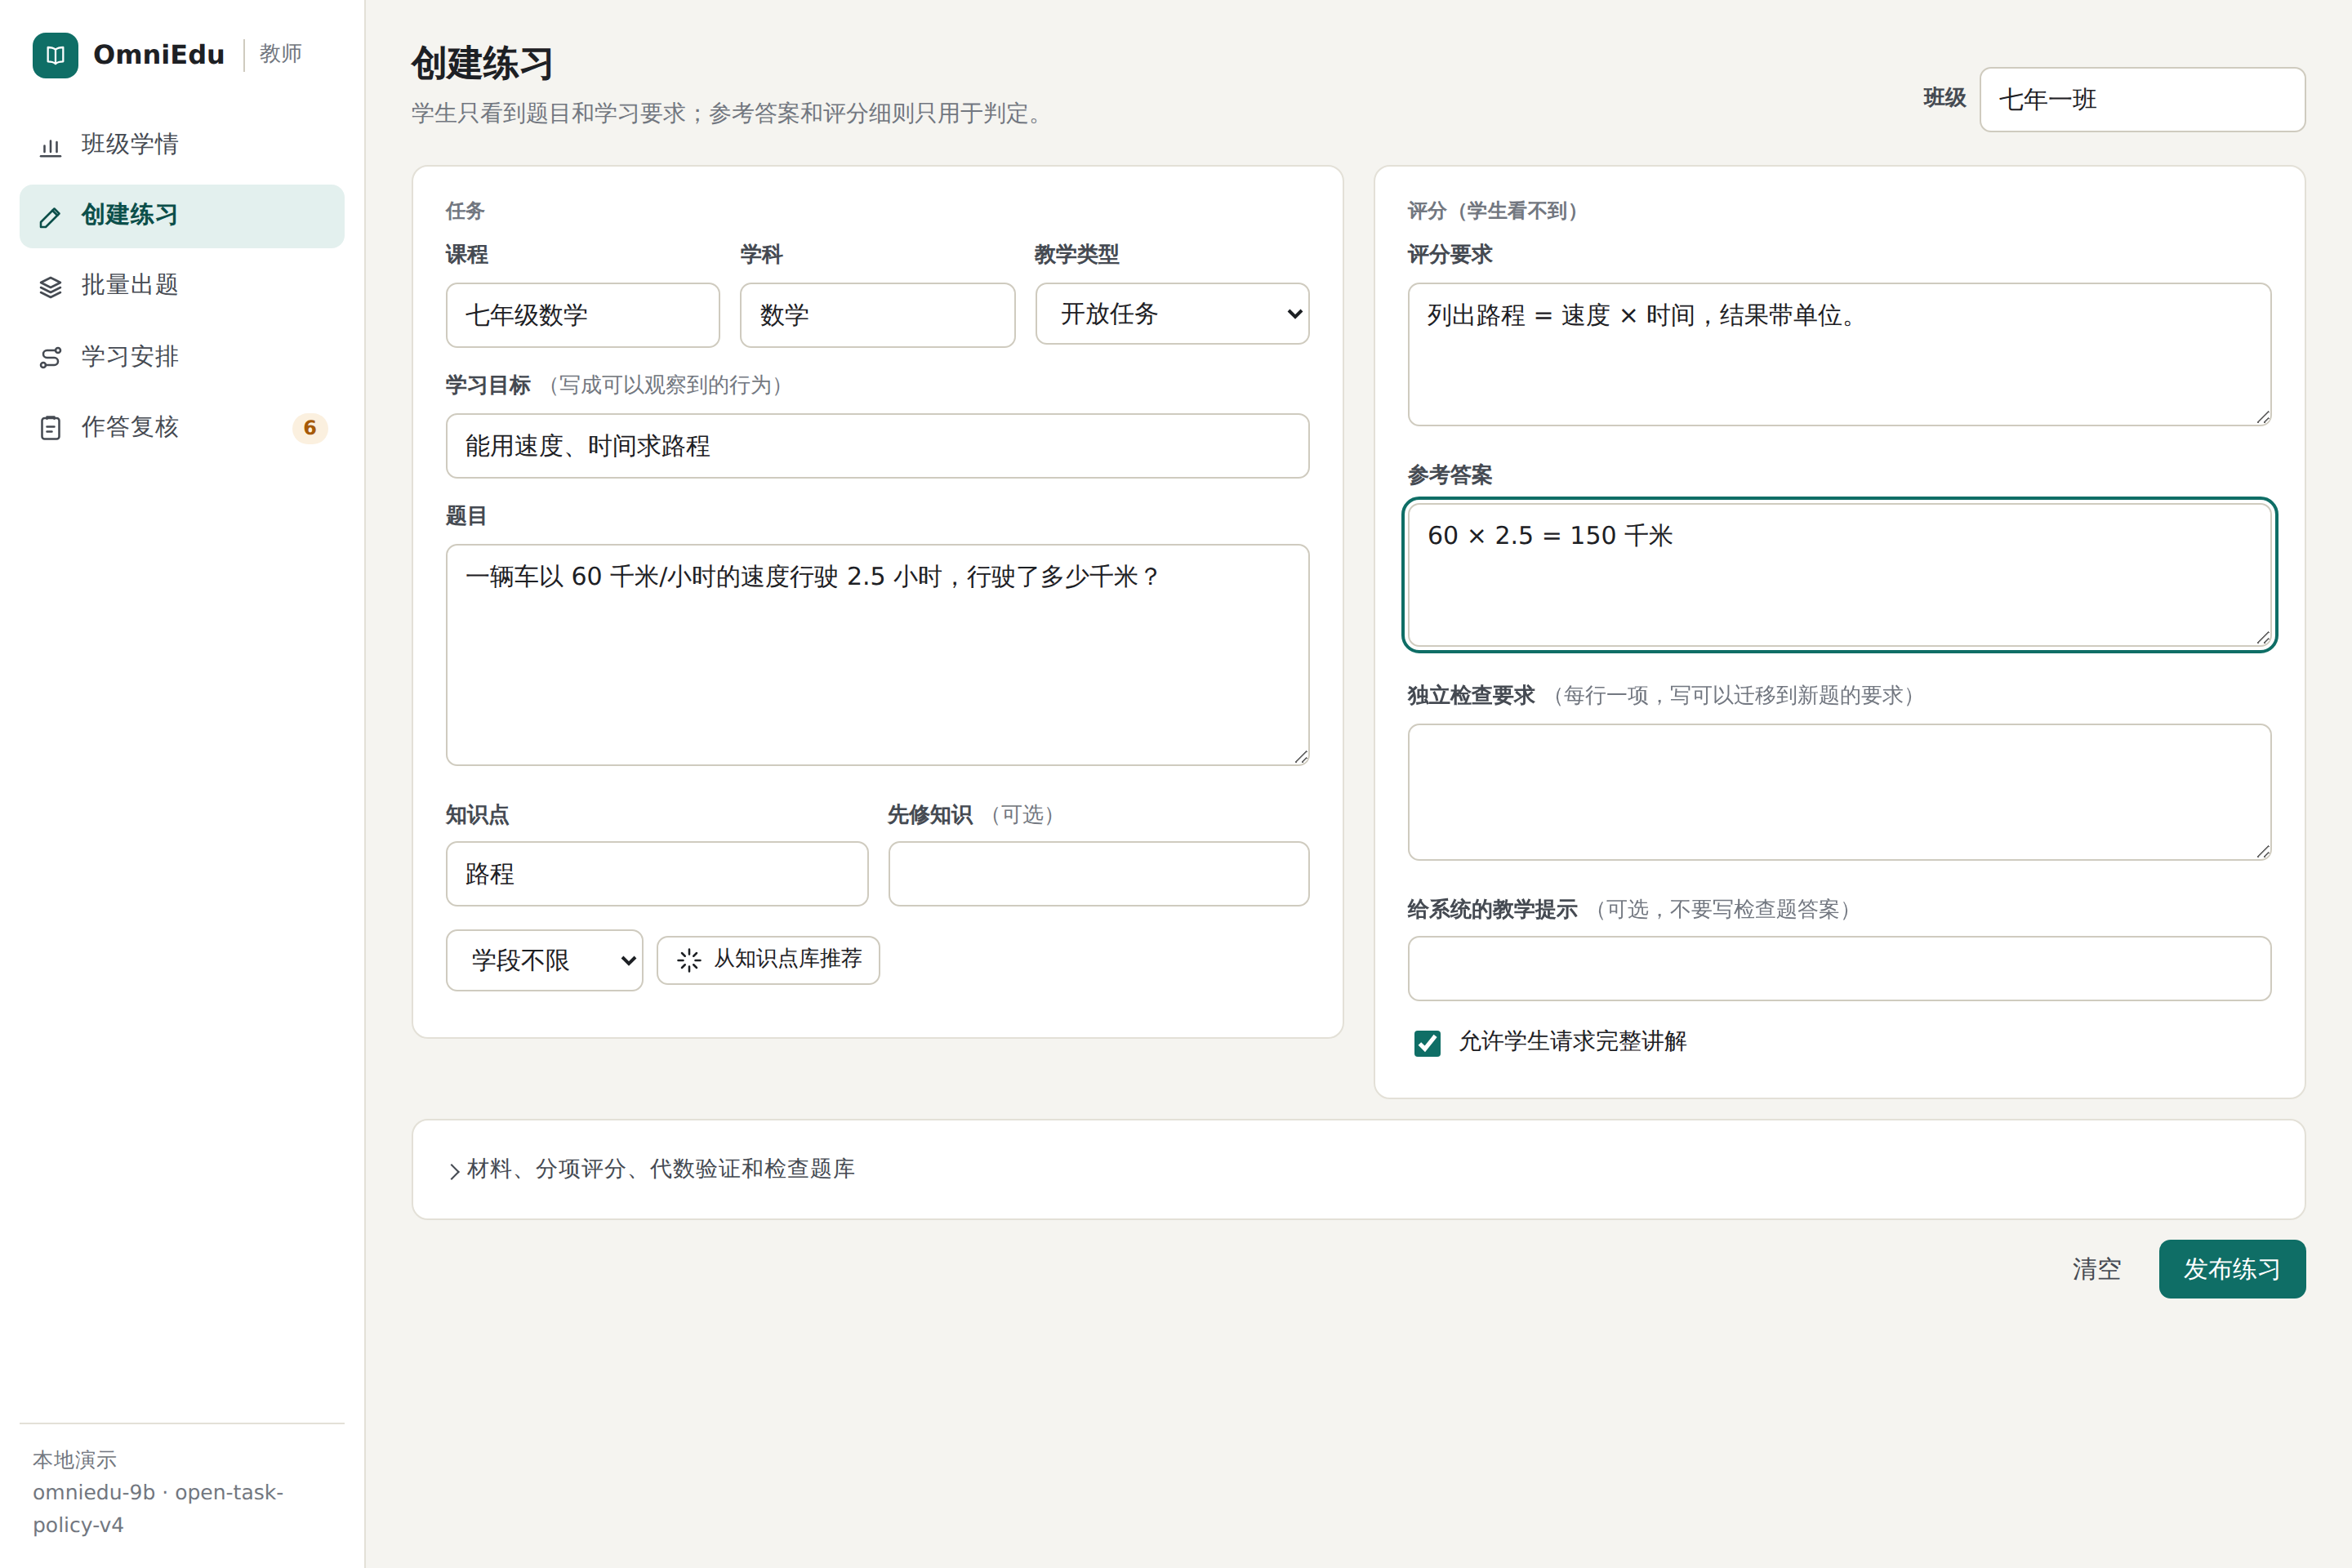 OmniEdu 教师
班级学情
创建练习
批量出题
学习安排
作答复核 6
本地演示
omniedu-9b · open-task-
policy-v4
创建练习
学生只看到题目和学习要求；参考答案和评分细则只用于判定。
班级 七年一班
任务
课程 学科 教学类型
七年级数学 数学 开放任务
学习目标 （写成可以观察到的行为）
能用速度、时间求路程
题目
一辆车以 60 千米/小时的速度行驶 2.5 小时，行驶了多少千米？
知识点 先修知识 （可选）
路程
学段不限 从知识点库推荐
评分（学生看不到）
评分要求
列出路程 = 速度 × 时间，结果带单位。
参考答案
60 × 2.5 = 150 千米
独立检查要求 （每行一项，写可以迁移到新题的要求）
给系统的教学提示 （可选，不要写检查题答案）
允许学生请求完整讲解
材料、分项评分、代数验证和检查题库
清空 发布练习